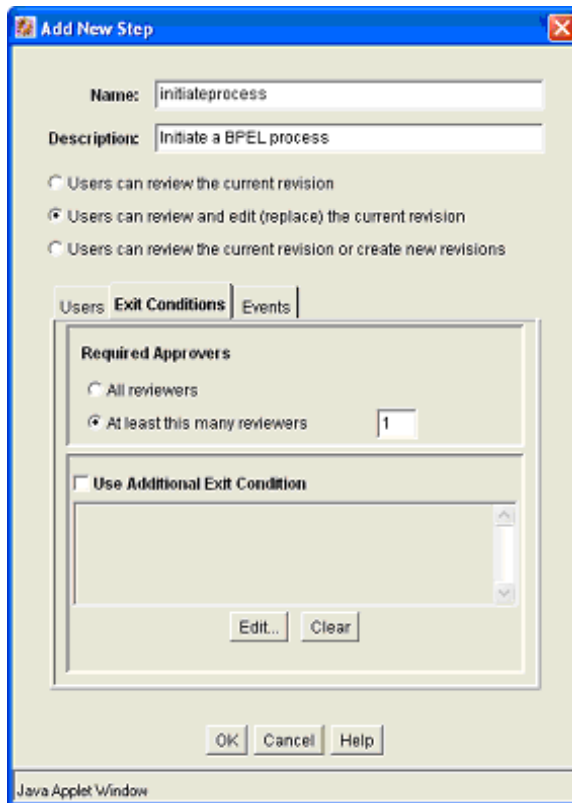 Add New Step
Name: initiateprocess
Description: Initiate a BPEL process
Users can review the current revision
Users can review and edit (replace) the current revision
Users can review the current revision or create new revisions
Users Exit Conditions Events
Required Approvers
All reviewers
At least this many reviewers 1
Use Additional Exit Condition
Edit... Clear
OK Cancel Help
Java Applet Window